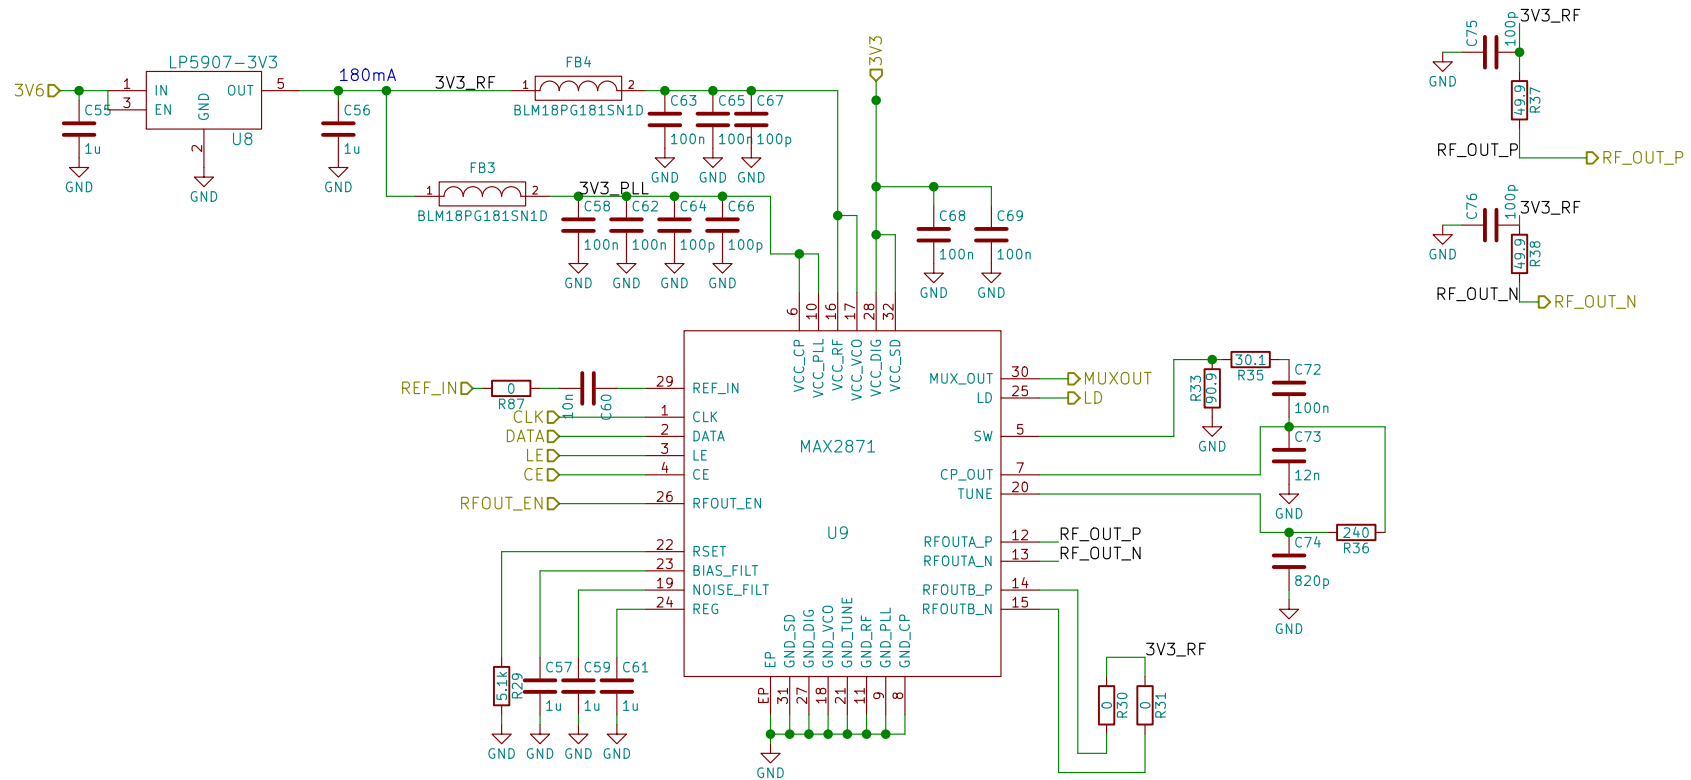 LP5907-3V3
3V6
1
IN
3
EN
OUT
5
GND
2
U8
C55
1u
GND
GND
180mA
C56
1u
GND
3V3_RF
FB4
1
2
BLM18PG181SN1D
C63
100n
GND
C65
100n
GND
C67
100p
GND
FB3
1
2
BLM18PG181SN1D
3V3_PLL
C58
100n
GND
C62
100n
GND
C64
100p
GND
C66
100p
GND
3V3
C68
100n
GND
C69
100n
GND
3V3_RF
C75
100p
GND
49.9
R37
RF_OUT_P
RF_OUT_P
3V3_RF
C76
100p
GND
49.9
R38
RF_OUT_N
RF_OUT_N
6
10
16
17
28
32
VCC_CP
VCC_PLL
VCC_RF
VCC_VCO
VCC_DIG
VCC_SD
REF_IN
0
R87
10n
C60
29
REF_IN
CLK
1
CLK
DATA
2
DATA
LE
3
LE
CE
4
CE
RFOUT_EN
26
RFOUT_EN
22
RSET
23
BIAS_FILT
19
NOISE_FILT
24
REG
MAX2871
U9
MUX_OUT
30
MUXOUT
LD
25
LD
SW
5
CP_OUT
7
TUNE
20
RFOUTA_P
12
RF_OUT_P
RFOUTA_N
13
RF_OUT_N
RFOUTB_P
14
RFOUTB_N
15
R33
90.9
GND
30.1
R35
C72
100n
C73
12n
GND
240
R36
C74
820p
GND
5.1k
R29
GND
C57
1u
GND
C59
1u
GND
C61
1u
GND
EP
GND_SD
GND_DIG
GND_VCO
GND_TUNE
GND_RF
GND_PLL
GND_CP
EP
31
27
18
21
11
9
8
GND
3V3_RF
0
R30
0
R31